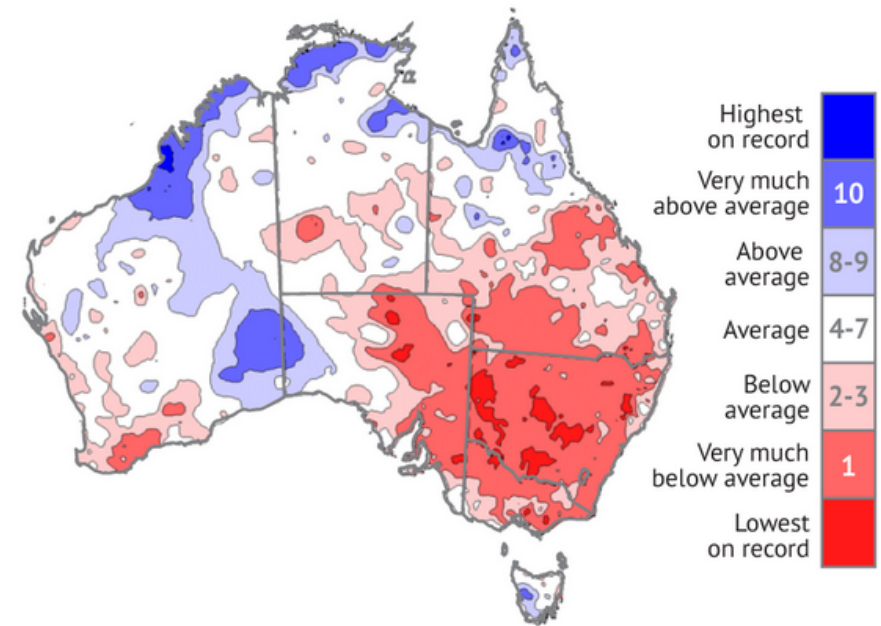 Highest
on record
Very much
above average
10
Above
average
8-9
Average
4-7
Below
average
2-3
Very much
below average
1
Lowest
on record